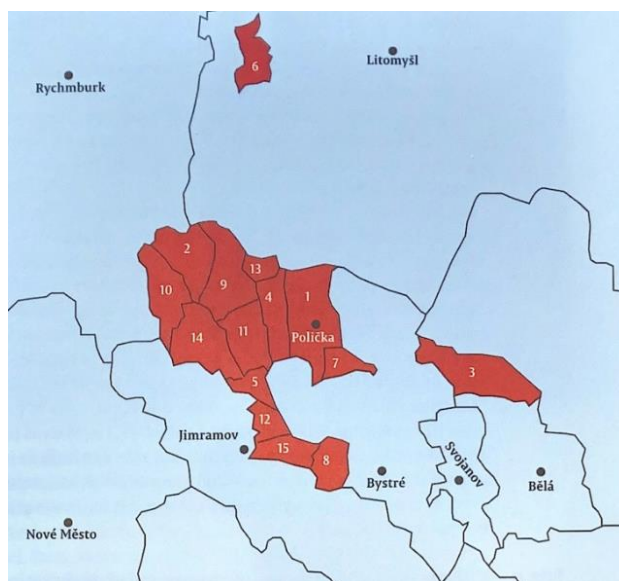 6
Litomyšl
Rychmburk
2
13
10
9
4
1
14
11
Polička
7
3
5
12
Jimramov
15
8
Bystré
Svojanov
Bělá
Nové Město